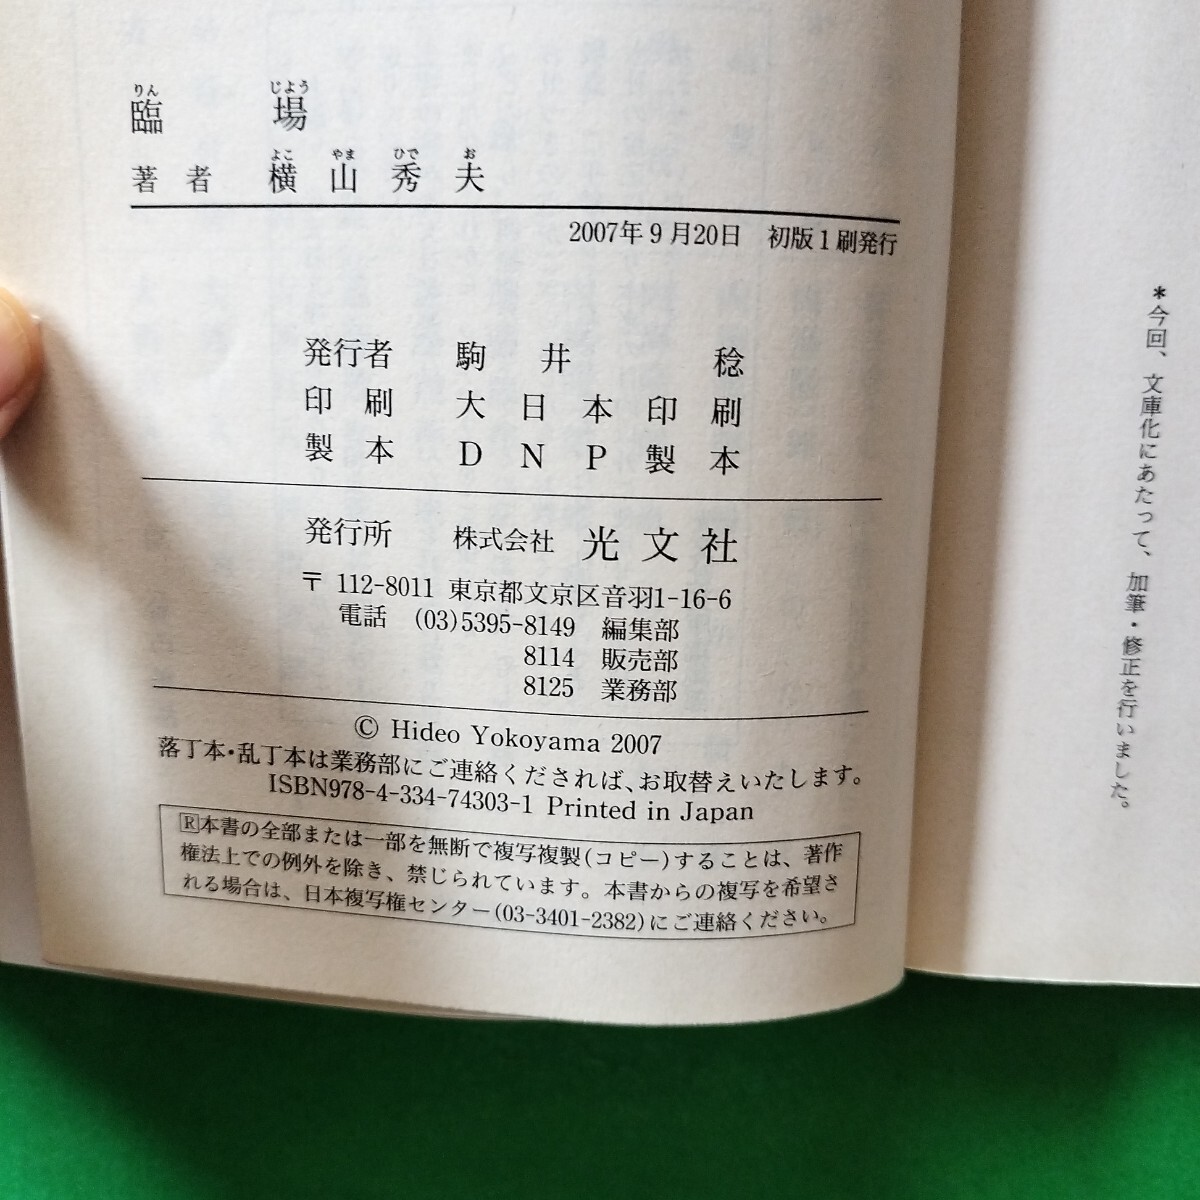 臨場
りん じよう
著者 横山秀夫
よこ やま ひで お
2007年9月20日 初版1刷発行
発行者 駒井 稔
印刷 大日本印刷
製本 DNP製本
発行所 株式会社 光文社
〒112-8011 東京都文京区音羽1-16-6
電話 (03)5395-8149 編集部
8114 販売部
8125 業務部
© Hideo Yokoyama 2007
落丁本・乱丁本は業務部にご連絡くだされば、お取替えいたします。
ISBN978-4-334-74303-1 Printed in Japan
R本書の全部または一部を無断で複写複製(コピー)することは、著作
権法上での例外を除き、禁じられています。本書からの複写を希望さ
れる場合は、日本複写権センター(03-3401-2382)にご連絡ください。
*今回、文庫化にあたって、加筆・修正を行いました。